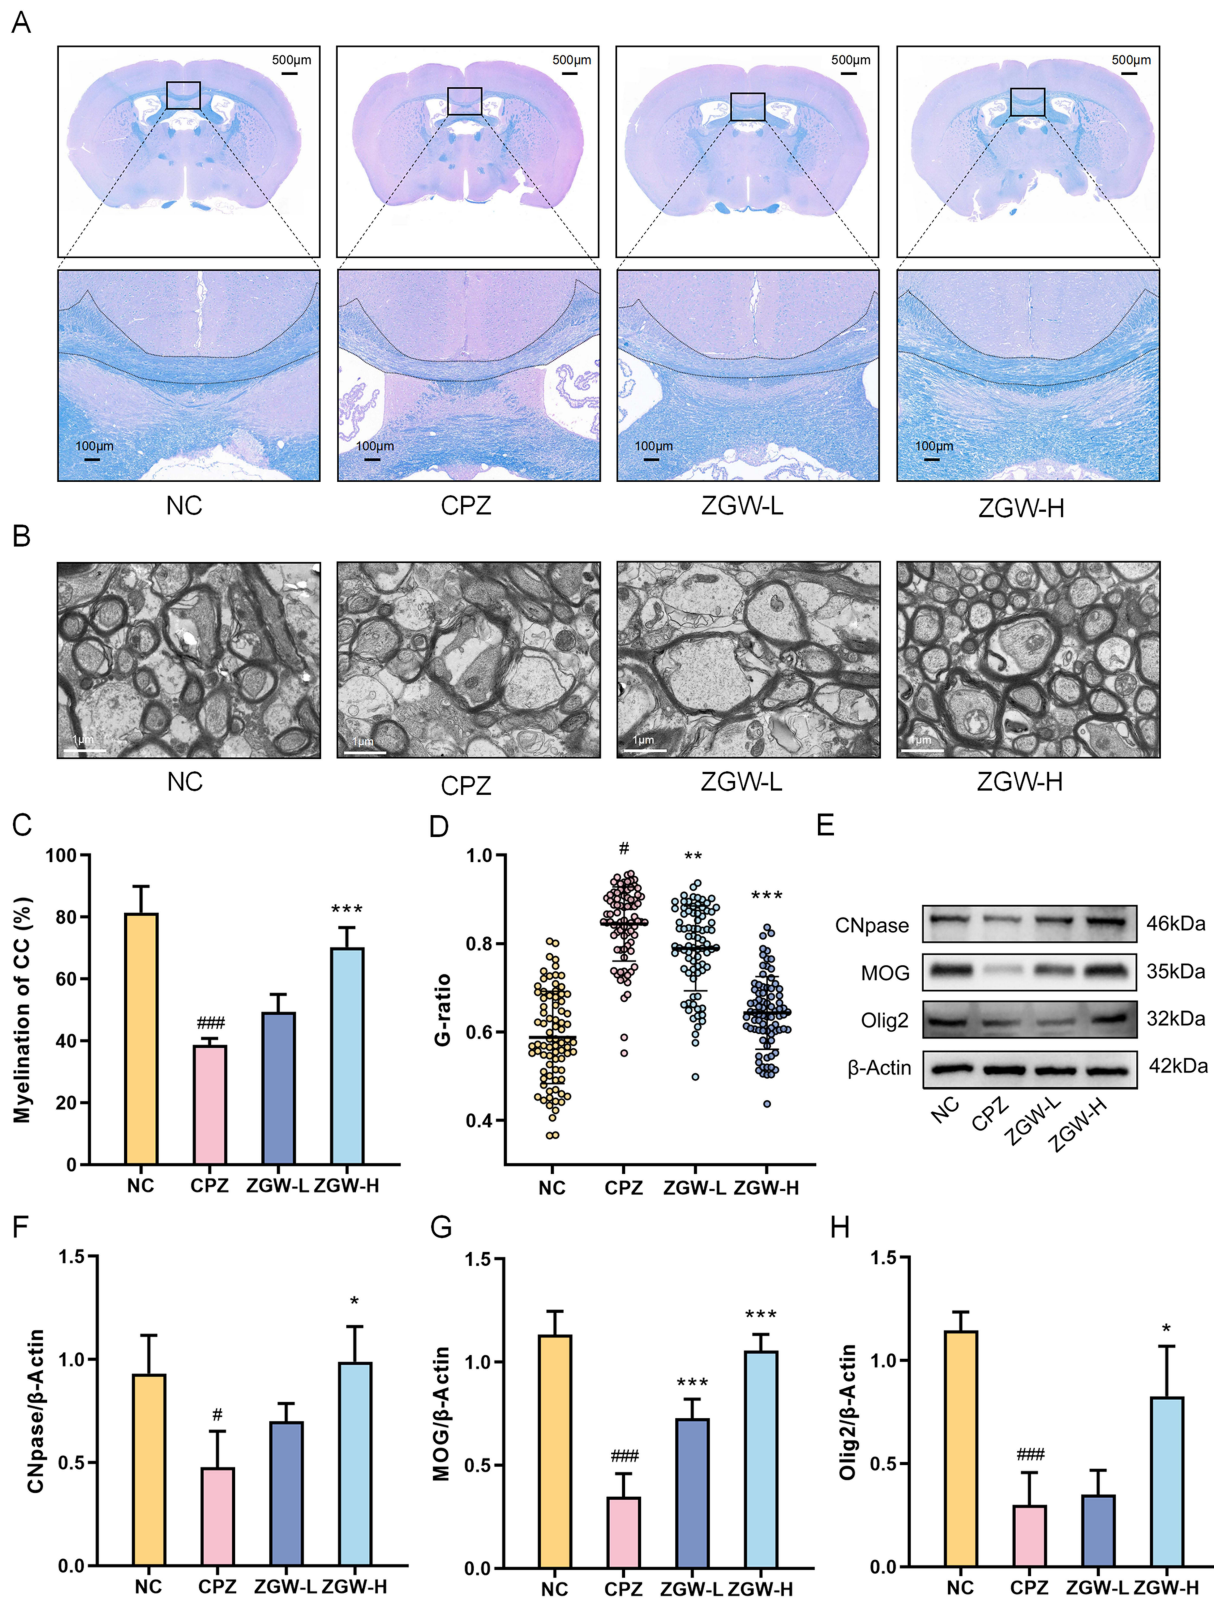 A
500μm 500μm 500μm 500μm
100μm 100μm 100μm 100μm
NC CPZ ZGW-L ZGW-H
B
1μm 1μm 1μm 1μm
NC CPZ ZGW-L ZGW-H
C
Myelination of CC (%)
100
80
60
40
20
0
###
***
NC CPZ ZGW-L ZGW-H
D
G-ratio
1.0
0.8
0.6
0.4
#
**
***
NC CPZ ZGW-L ZGW-H
E
CNpase 46kDa
MOG 35kDa
Olig2 32kDa
β-Actin 42kDa
NC CPZ ZGW-L ZGW-H
F
CNpase/β-Actin
1.5
1.0
0.5
0.0
#
*
NC CPZ ZGW-L ZGW-H
G
MOG/β-Actin
1.5
1.0
0.5
0.0
###
***
***
NC CPZ ZGW-L ZGW-H
H
Olig2/β-Actin
1.5
1.0
0.5
0.0
###
*
NC CPZ ZGW-L ZGW-H